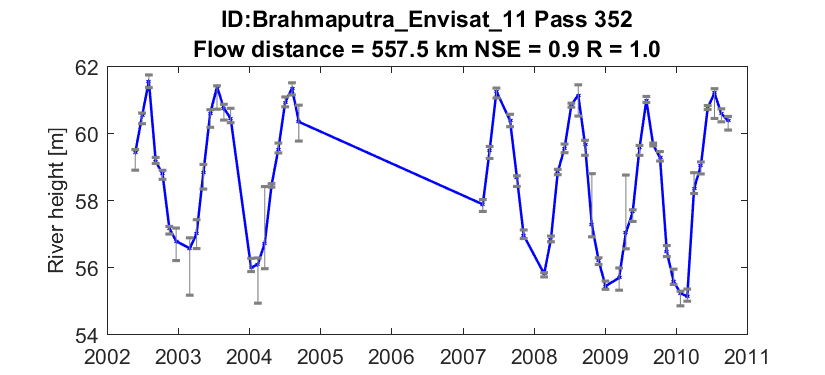 ID:Brahmaputra_Envisat_11 Pass 352
Flow distance = 557.5 km NSE = 0.9 R = 1.0
River height [m]
62
60
58
56
54
2002 2003 2004 2005 2006 2007 2008 2009 2010 2011